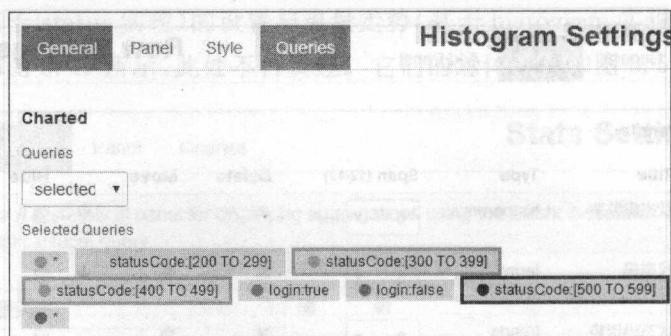 General Panel Style Queries Histogram Settings
Charted
Queries
selected
Selected Queries
* statusCode:[200 TO 299] statusCode:[300 TO 399]
statusCode:[400 TO 499] login:true login:false statusCode:[500 TO 599]
*